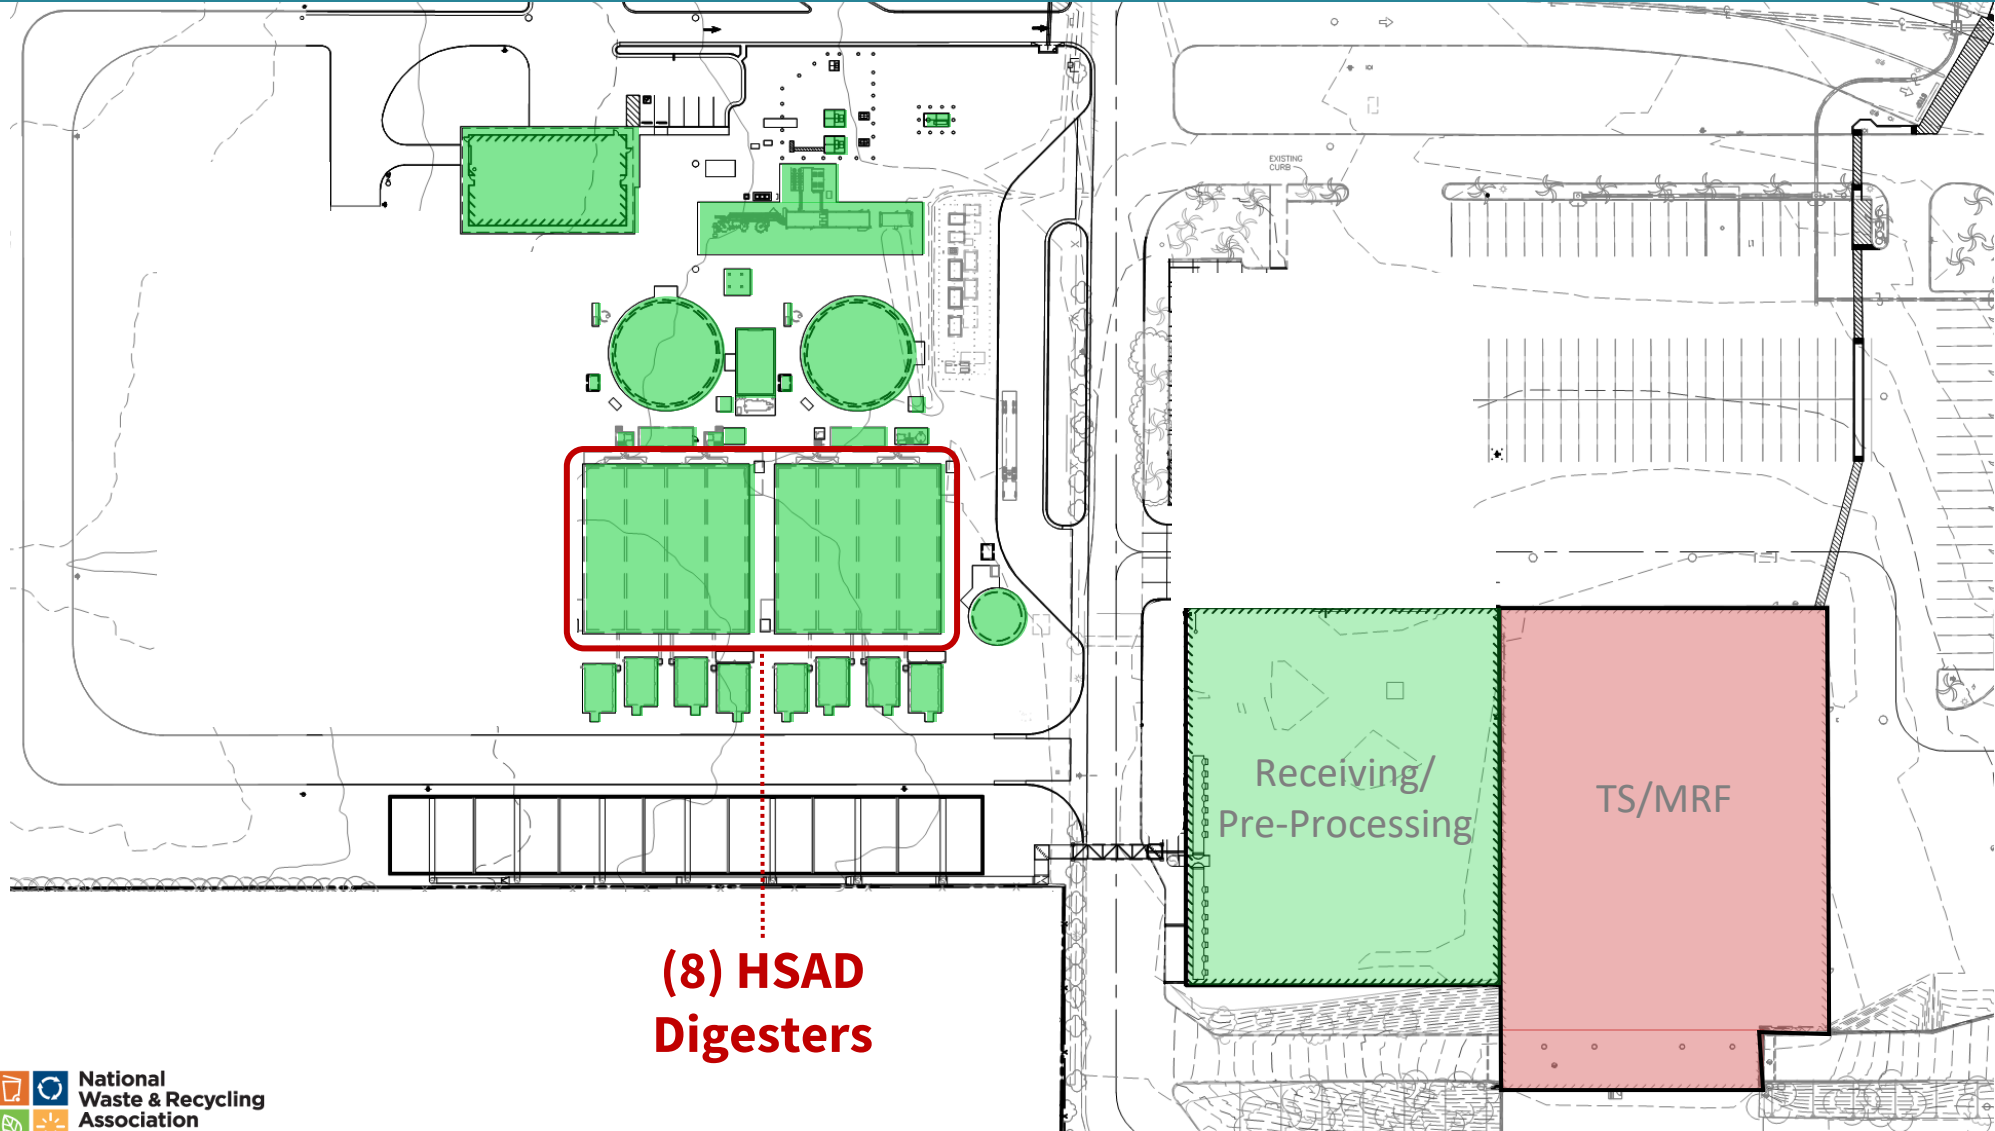 EXISTING
CURB
Receiving/
Pre-Processing
TS/MRF
(8) HSAD
Digesters
National
Waste & Recycling
Association